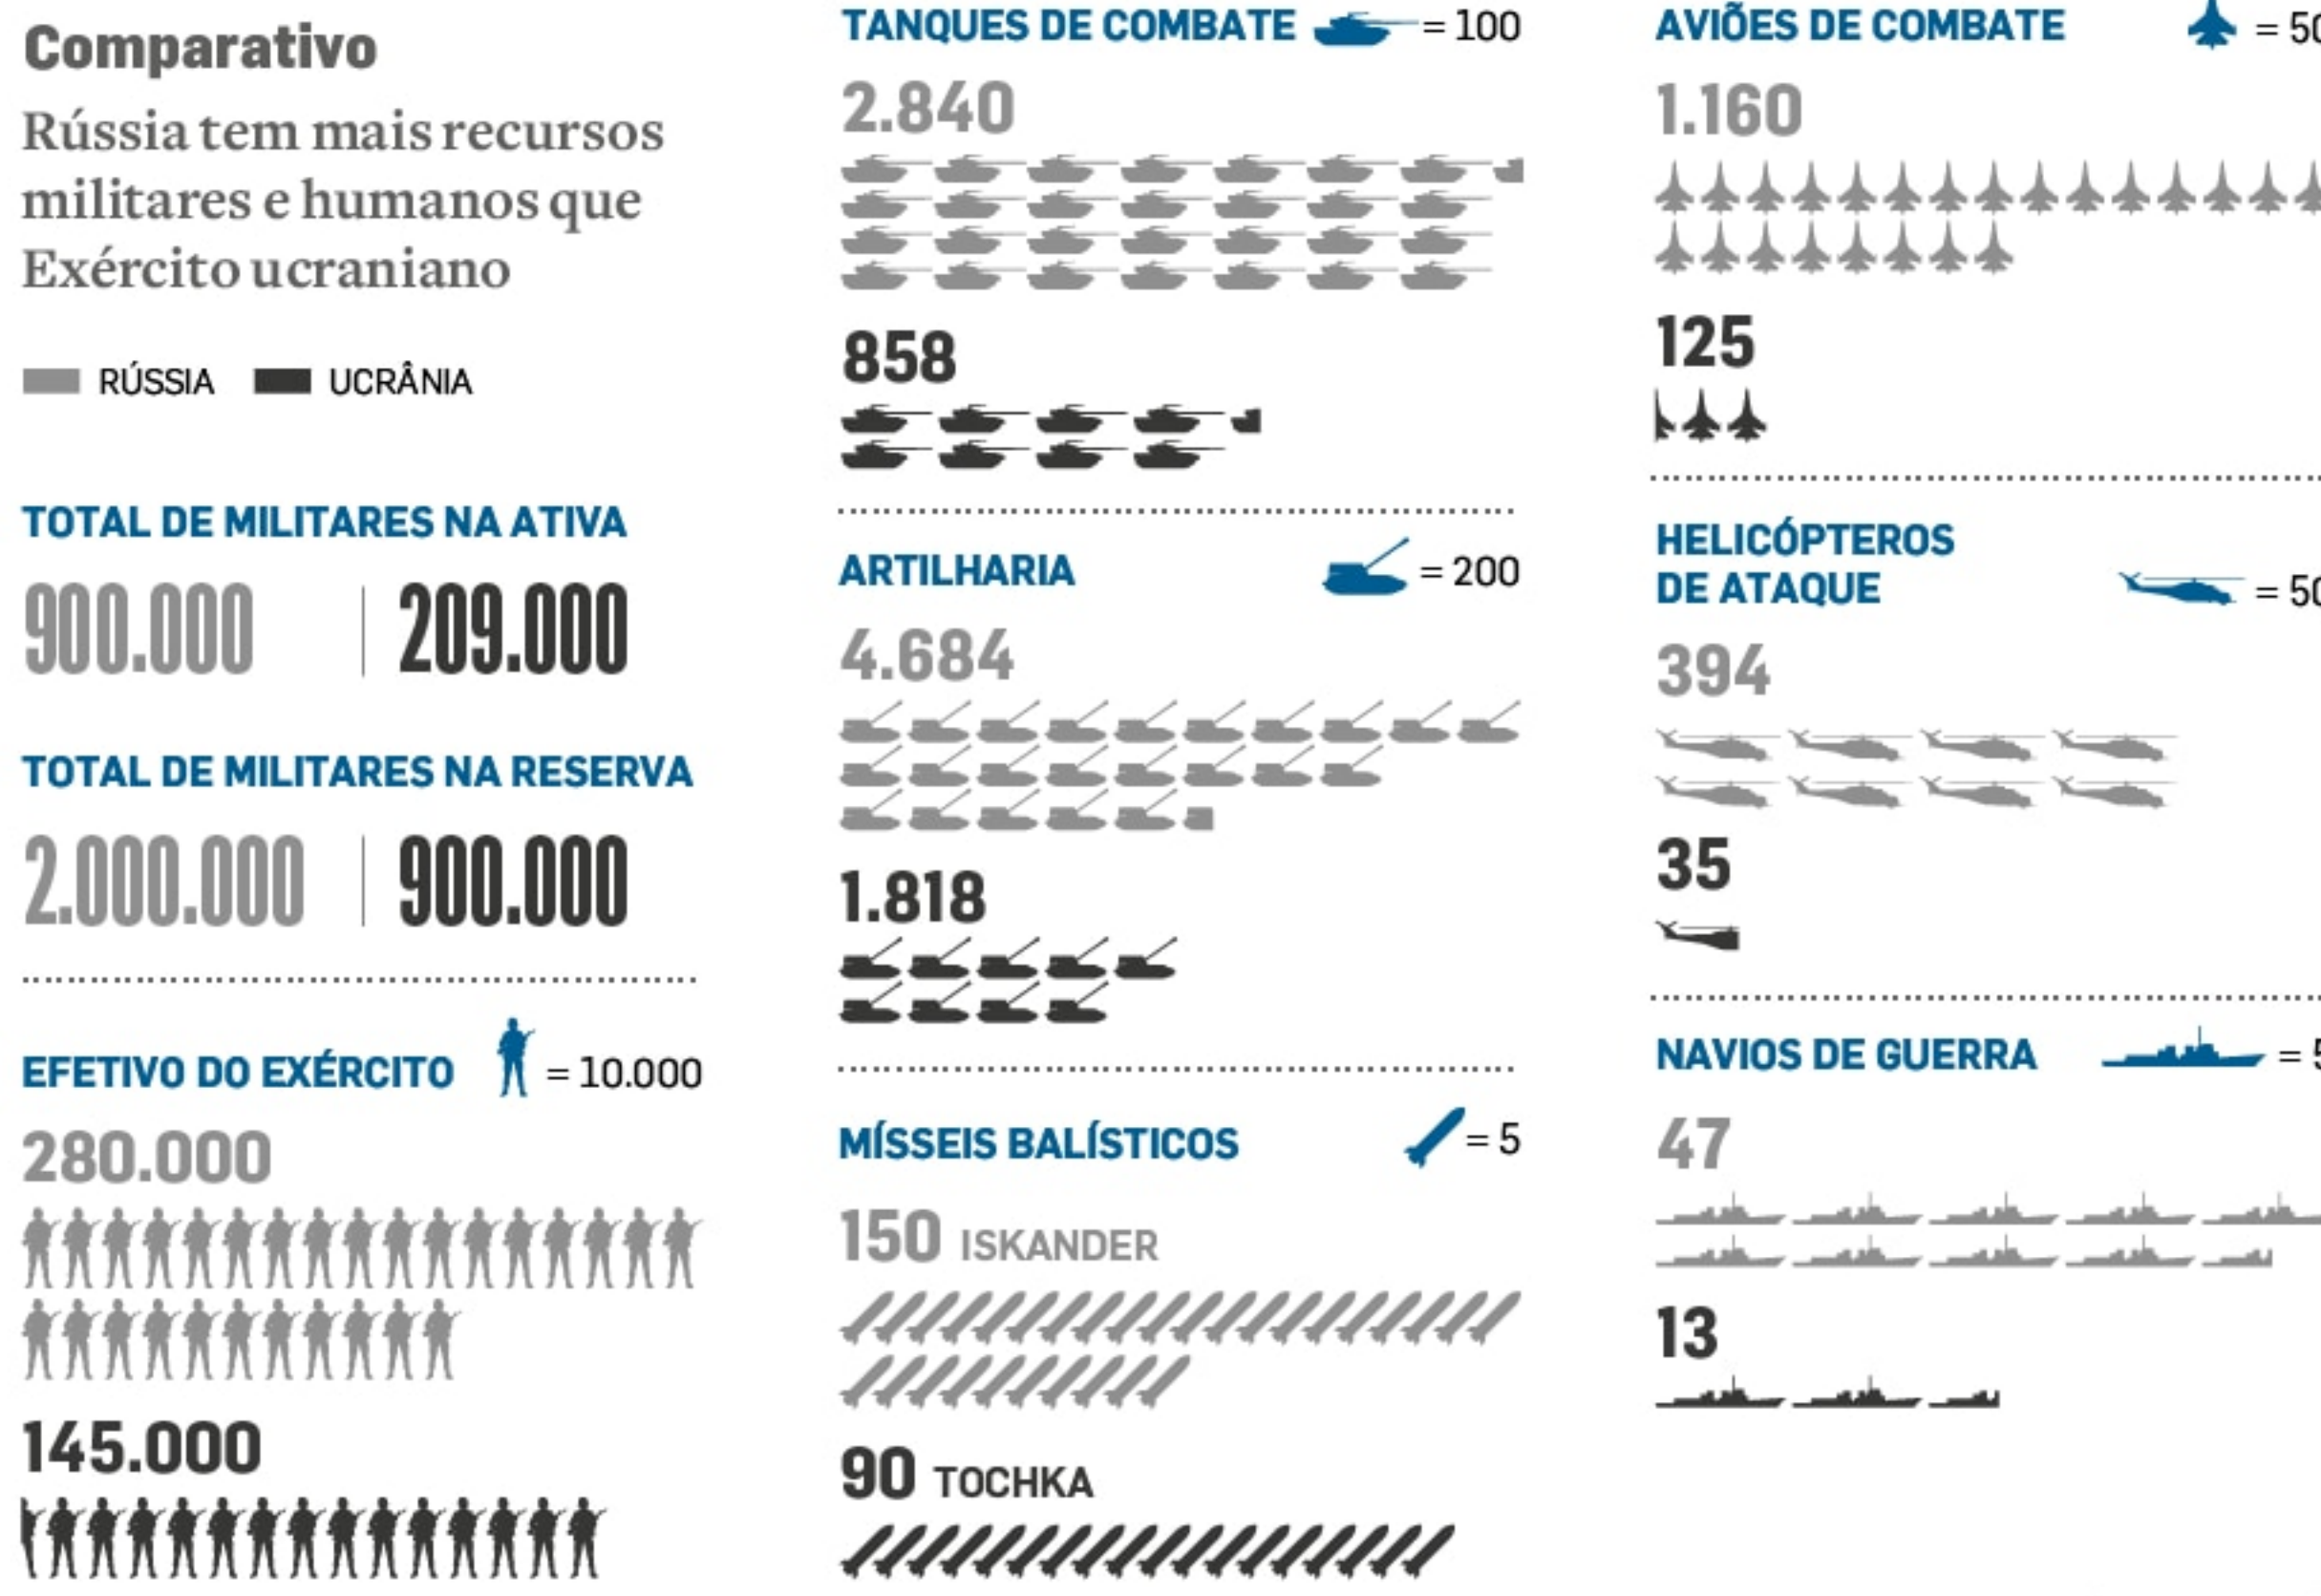 Comparativo
Rússia tem mais recursos
militares e humanos que
Exército ucraniano
RÚSSIA UCRÂNIA
TOTAL DE MILITARES NA ATIVA
900.000 209.000
TOTAL DE MILITARES NA RESERVA
2.000.000 900.000
EFETIVO DO EXÉRCITO = 10.000
280.000
145.000
TANQUES DE COMBATE = 100
2.840
858
ARTILHARIA = 200
4.684
1.818
MÍSSEIS BALÍSTICOS = 5
150 ISKANDER
90 TOCHKA
AVIÕES DE COMBATE =
1.160
125
HELICÓPTEROS
DE ATAQUE =
394
35
NAVIOS DE GUERRA =
47
13